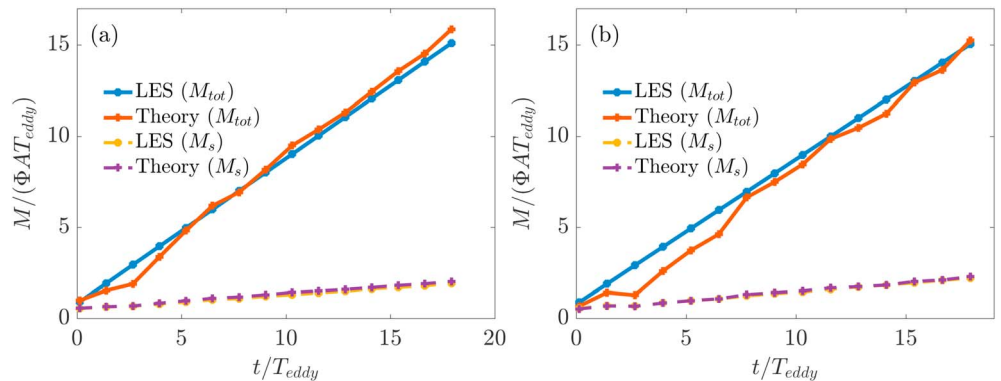 (a)
LES (M_tot)
Theory (M_tot)
LES (M_s)
Theory (M_s)
M/(ΦAT_eddy)
15
10
5
0
0 5 10 15 20
t/T_eddy
(b)
LES (M_tot)
Theory (M_tot)
LES (M_s)
Theory (M_s)
M/(ΦAT_eddy)
15
10
5
0
0 5 10 15
t/T_eddy